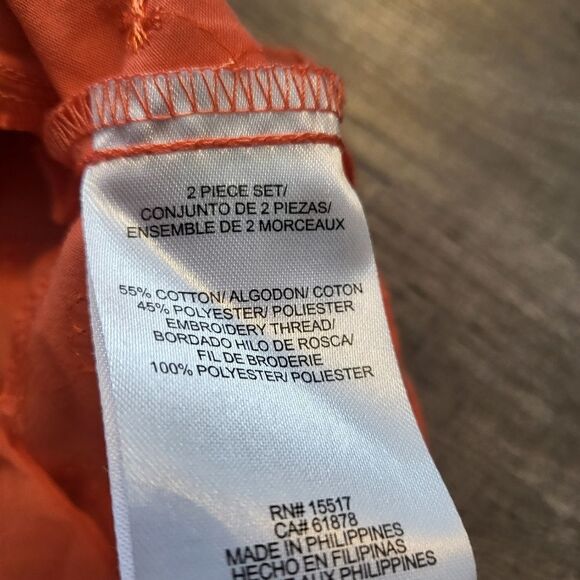 2 PIECE SET/
CONJUNTO DE 2 PIEZAS/
ENSEMBLE DE 2 MORCEAUX
55% COTTON/ ALGODON/ COTON
45% POLYESTER/ POLIESTER
EMBROIDERY THREAD/
BORDADO HILO DE ROSCA/
FIL DE BRODERIE
100% POLYESTER/ POLIESTER
RN# 15517
CA# 61878
MADE IN PHILIPPINES
HECHO EN FILIPINAS
AUX PHILIPPINES